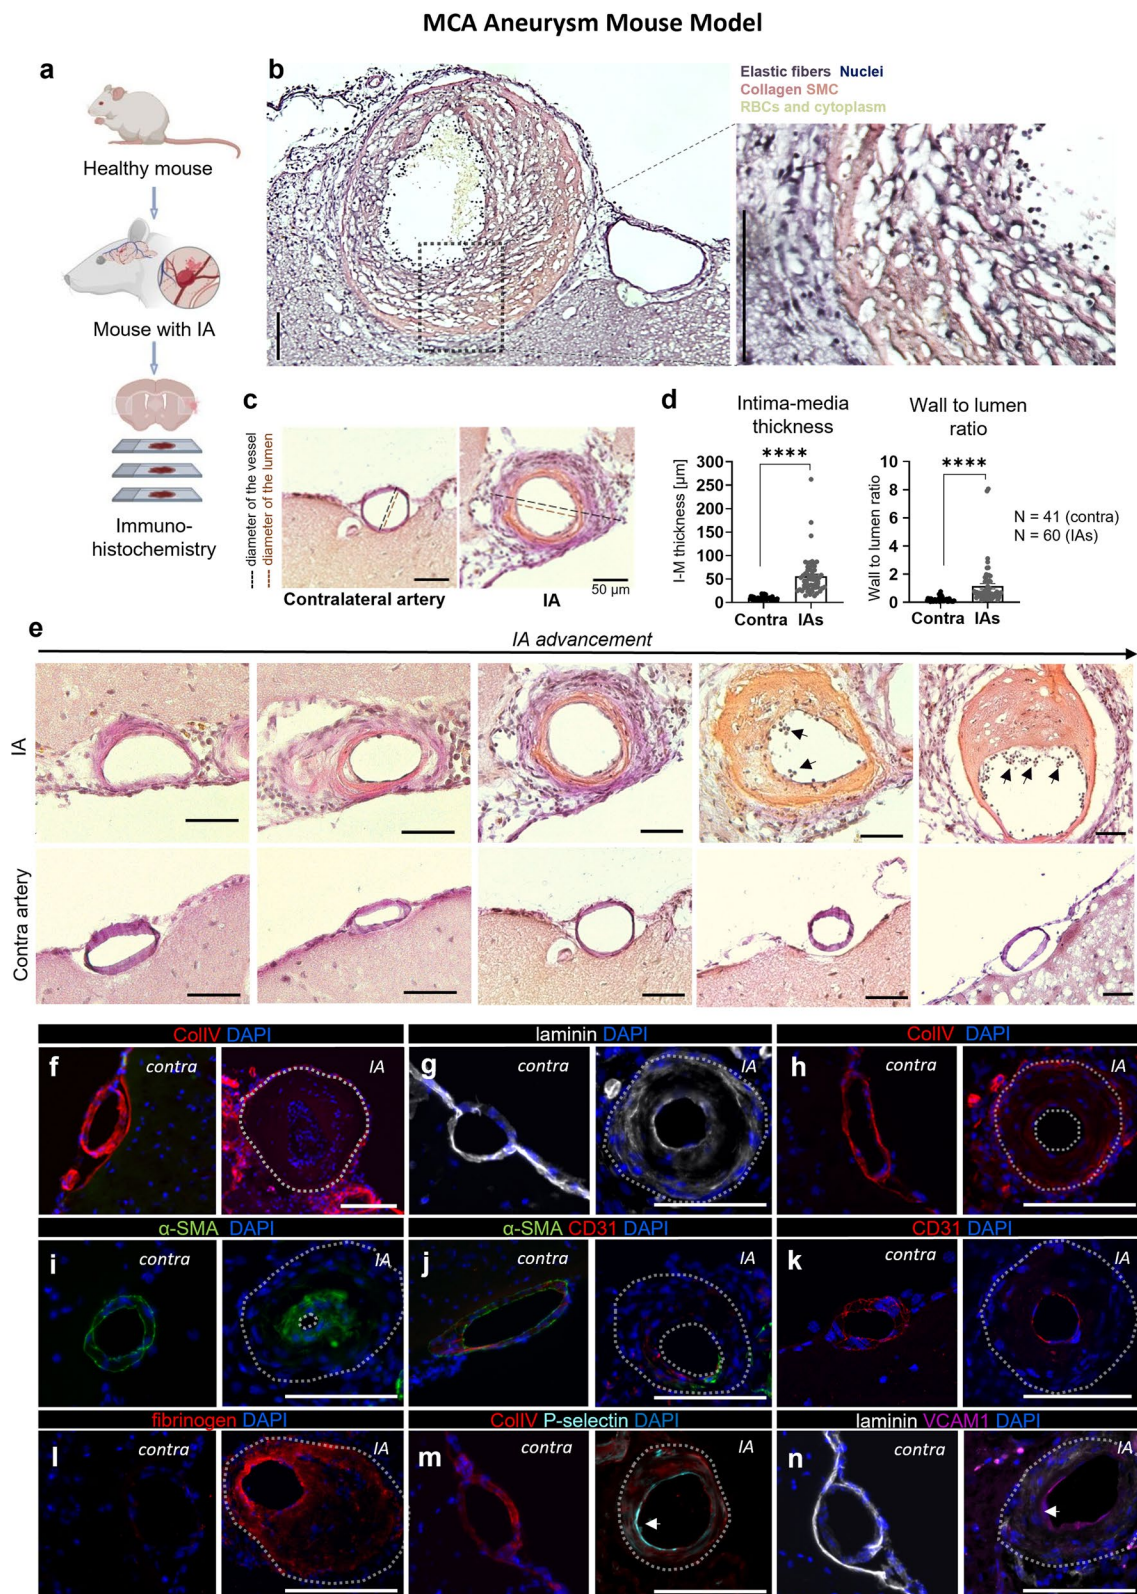 MCA Aneurysm Mouse Model
a
Healthy mouse
Mouse with IA
Immuno-
histochemistry
b
Elastic fibers Nuclei
Collagen SMC
RBCs and cytoplasm
c
---- diameter of the vessel
---- diameter of the lumen
Contralateral artery
IA
50 µm
d
Intima-media
thickness
****
I-M thickness [µm]
300
250
200
150
100
50
0
Contra IAs
Wall to lumen
ratio
****
Wall to lumen ratio
10
8
6
4
2
0
Contra IAs
N = 41 (contra)
N = 60 (IAs)
e
IA advancement
IA
Contra artery
ColIV DAPI
f
contra
IA
laminin DAPI
g
contra
IA
ColIV DAPI
h
contra
IA
α-SMA DAPI
i
contra
IA
α-SMA CD31 DAPI
j
contra
IA
CD31 DAPI
k
contra
IA
fibrinogen DAPI
l
contra
IA
ColIV P-selectin DAPI
m
contra
IA
laminin VCAM1 DAPI
n
contra
IA